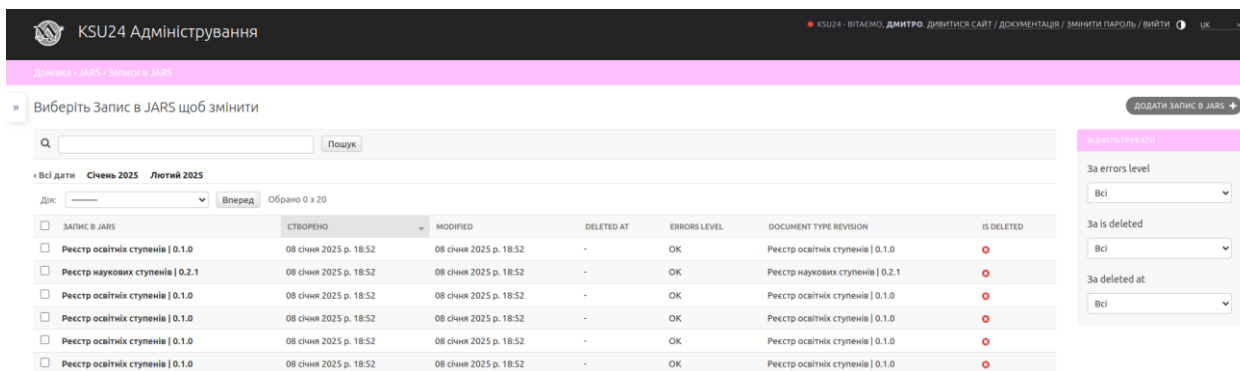 KSU24 Адміністрування
KSU24 - ВІТАЄМО, ДМИТРО. ДИВИТИСЯ САЙТ / ДОКУМЕНТАЦІЯ / ЗМІНИТИ ПАРОЛЬ / ВИЙТИ UK
Домівка › JARS › Записи в JARS
» Виберіть Запис в JARS щоб змінити
ДОДАТИ ЗАПИС В JARS +
Пошук
‹ Всі дати Січень 2025 Лютий 2025
Дія: --------- Вперед Обрано 0 з 20
ЗАПИС В JARS СТВОРЕНО MODIFIED DELETED AT ERRORS LEVEL DOCUMENT TYPE REVISION IS DELETED
Реєстр освітніх ступенів | 0.1.0 08 січня 2025 р. 18:52 08 січня 2025 р. 18:52 - OK Реєстр освітніх ступенів | 0.1.0
Реєстр наукових ступенів | 0.2.1 08 січня 2025 р. 18:52 08 січня 2025 р. 18:52 - OK Реєстр наукових ступенів | 0.2.1
Реєстр освітніх ступенів | 0.1.0 08 січня 2025 р. 18:52 08 січня 2025 р. 18:52 - OK Реєстр освітніх ступенів | 0.1.0
Реєстр освітніх ступенів | 0.1.0 08 січня 2025 р. 18:52 08 січня 2025 р. 18:52 - OK Реєстр освітніх ступенів | 0.1.0
Реєстр освітніх ступенів | 0.1.0 08 січня 2025 р. 18:52 08 січня 2025 р. 18:52 - OK Реєстр освітніх ступенів | 0.1.0
Реєстр освітніх ступенів | 0.1.0 08 січня 2025 р. 18:52 08 січня 2025 р. 18:52 - OK Реєстр освітніх ступенів | 0.1.0
ВІДФІЛЬТРУВАТИ
За errors level
Всі
За is deleted
Всі
За deleted at
Всі